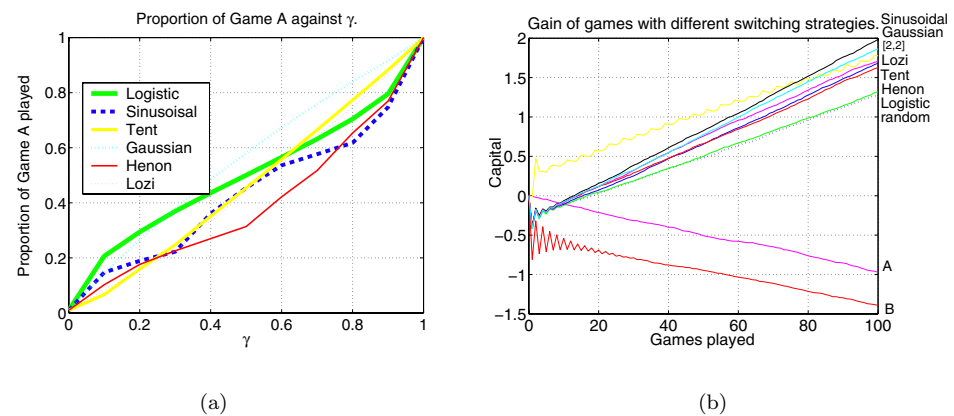 Proportion of Game A against γ.
1
0.8
0.6
0.4
0.2
0
0
0.2
0.4
0.6
0.8
1
Proportion of Game A played
γ
Logistic
Sinusoisal
Tent
Gaussian
Henon
Lozi
(a)
Gain of games with different switching strategies.
2
1.5
1
0.5
0
−0.5
−1
−1.5
0
20
40
60
80
100
Capital
Games played
Sinusoidal
Gaussian
[2,2]
Lozi
Tent
Henon
Logistic
random
A
B
(b)